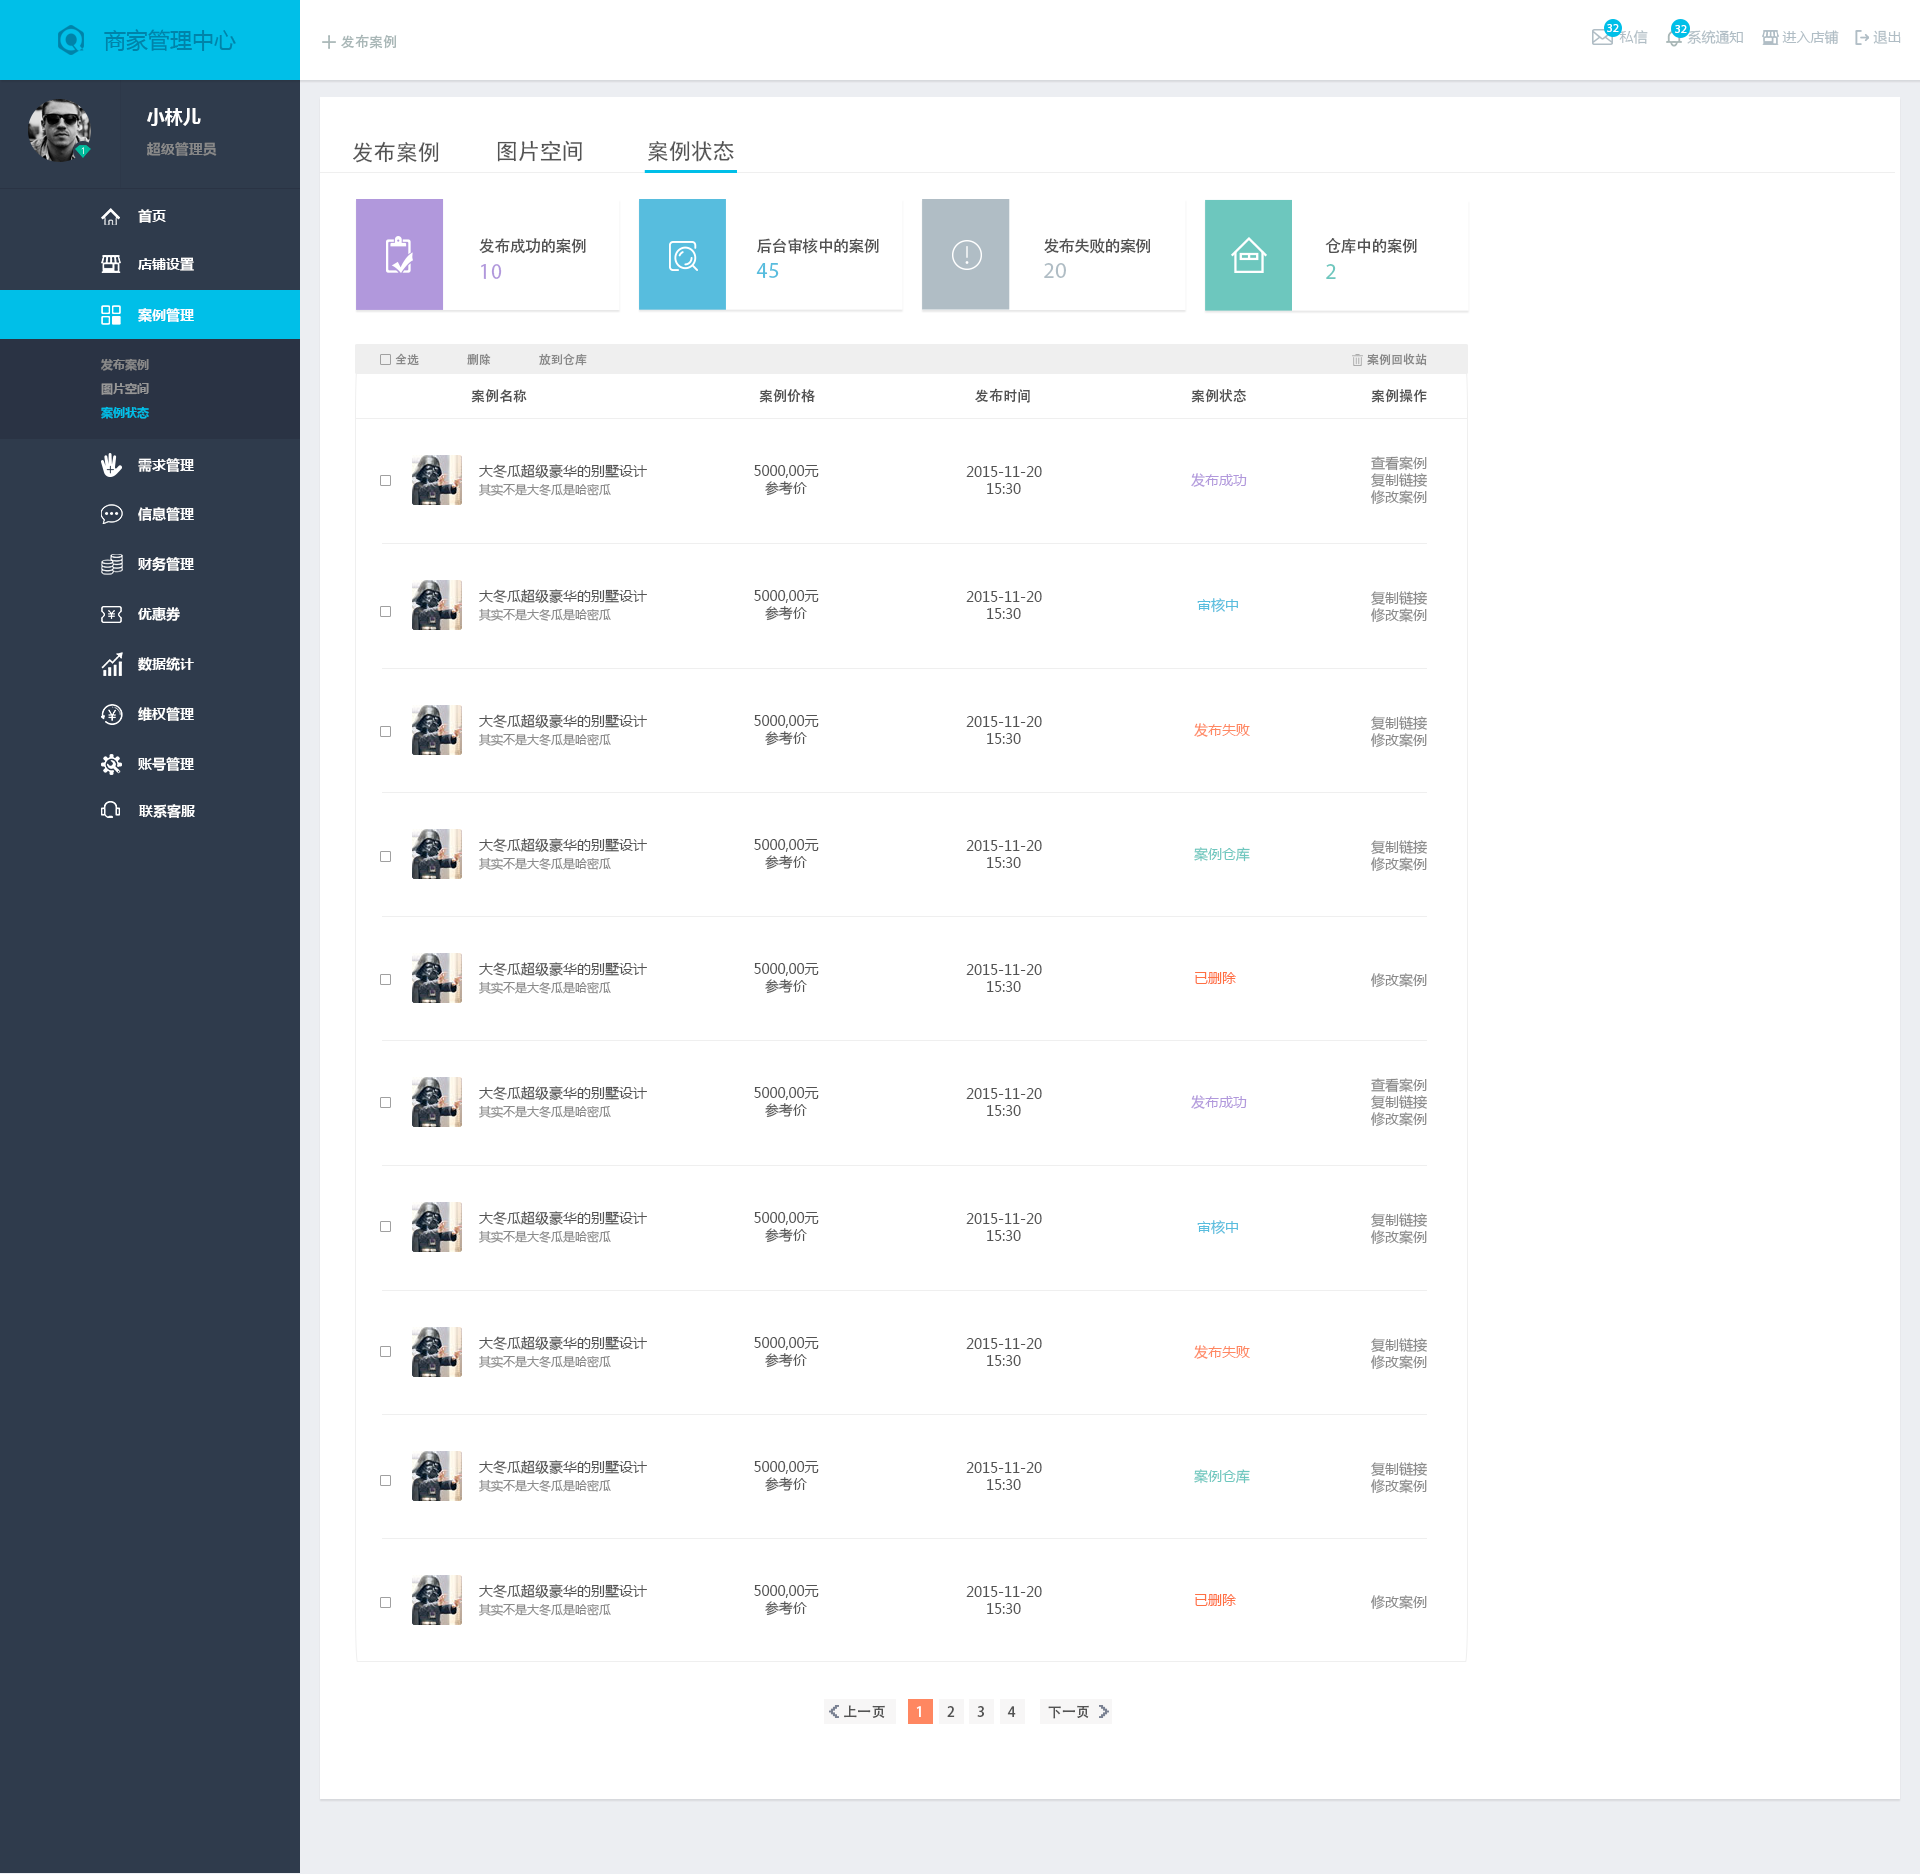 商家管理中心
发布案例
32
私信
32
系统通知
进入店铺
退出
小林儿
超级管理员
1
首页
店铺设置
案例管理
发布案例
图片空间
案例状态
需求管理
信息管理
财务管理
优惠券
数据统计
维权管理
账号管理
联系客服
发布案例
图片空间
案例状态
发布成功的案例
10
后台审核中的案例
45
发布失败的案例
20
仓库中的案例
2
全选 删除 放到仓库 案例回收站
案例名称 案例价格 发布时间 案例状态 案例操作
大冬瓜超级豪华的别墅设计
其实不是大冬瓜是哈密瓜
5000,00元
参考价
2015-11-20
15:30
发布成功
查看案例
复制链接
修改案例
大冬瓜超级豪华的别墅设计
其实不是大冬瓜是哈密瓜
5000,00元
参考价
2015-11-20
15:30
审核中
复制链接
修改案例
大冬瓜超级豪华的别墅设计
其实不是大冬瓜是哈密瓜
5000,00元
参考价
2015-11-20
15:30
发布失败
复制链接
修改案例
大冬瓜超级豪华的别墅设计
其实不是大冬瓜是哈密瓜
5000,00元
参考价
2015-11-20
15:30
案例仓库
复制链接
修改案例
大冬瓜超级豪华的别墅设计
其实不是大冬瓜是哈密瓜
5000,00元
参考价
2015-11-20
15:30
已删除
修改案例
大冬瓜超级豪华的别墅设计
其实不是大冬瓜是哈密瓜
5000,00元
参考价
2015-11-20
15:30
发布成功
查看案例
复制链接
修改案例
大冬瓜超级豪华的别墅设计
其实不是大冬瓜是哈密瓜
5000,00元
参考价
2015-11-20
15:30
审核中
复制链接
修改案例
大冬瓜超级豪华的别墅设计
其实不是大冬瓜是哈密瓜
5000,00元
参考价
2015-11-20
15:30
发布失败
复制链接
修改案例
大冬瓜超级豪华的别墅设计
其实不是大冬瓜是哈密瓜
5000,00元
参考价
2015-11-20
15:30
案例仓库
复制链接
修改案例
大冬瓜超级豪华的别墅设计
其实不是大冬瓜是哈密瓜
5000,00元
参考价
2015-11-20
15:30
已删除
修改案例
上一页 1 2 3 4 下一页